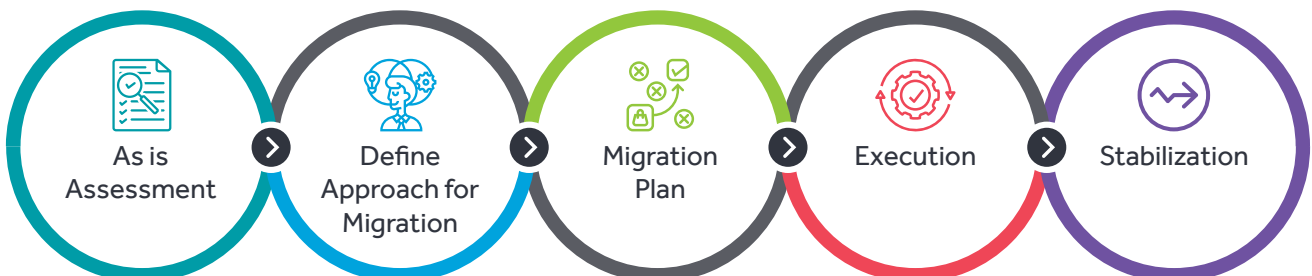 As is
Assessment
Define
Approach for
Migration
Migration
Plan
Execution
Stabilization